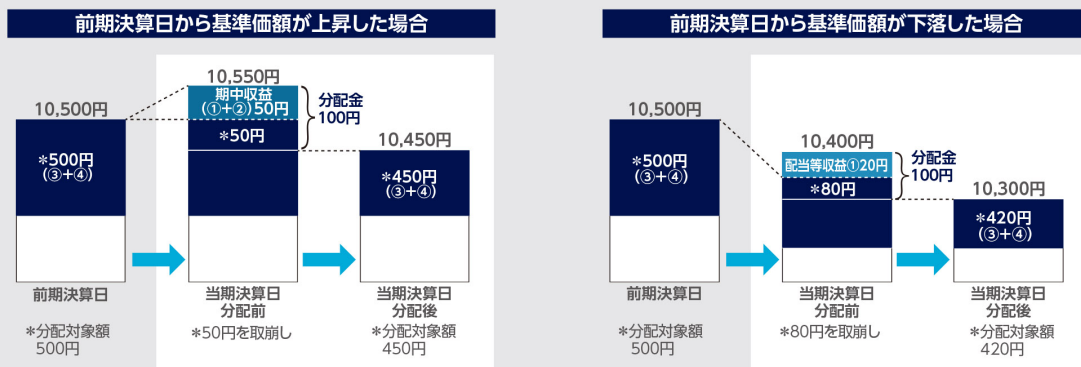 前期決算日から基準価額が上昇した場合
10,500円
*500円
(③+④)
前期決算日
*分配対象額
500円
10,550円
期中収益
(①+②)50円
*50円
分配金
100円
当期決算日
分配前
*50円を取崩し
10,450円
*450円
(③+④)
当期決算日
分配後
*分配対象額
450円
前期決算日から基準価額が下落した場合
10,500円
*500円
(③+④)
前期決算日
*分配対象額
500円
10,400円
配当等収益①20円
*80円
分配金
100円
当期決算日
分配前
*80円を取崩し
10,300円
*420円
(③+④)
当期決算日
分配後
*分配対象額
420円